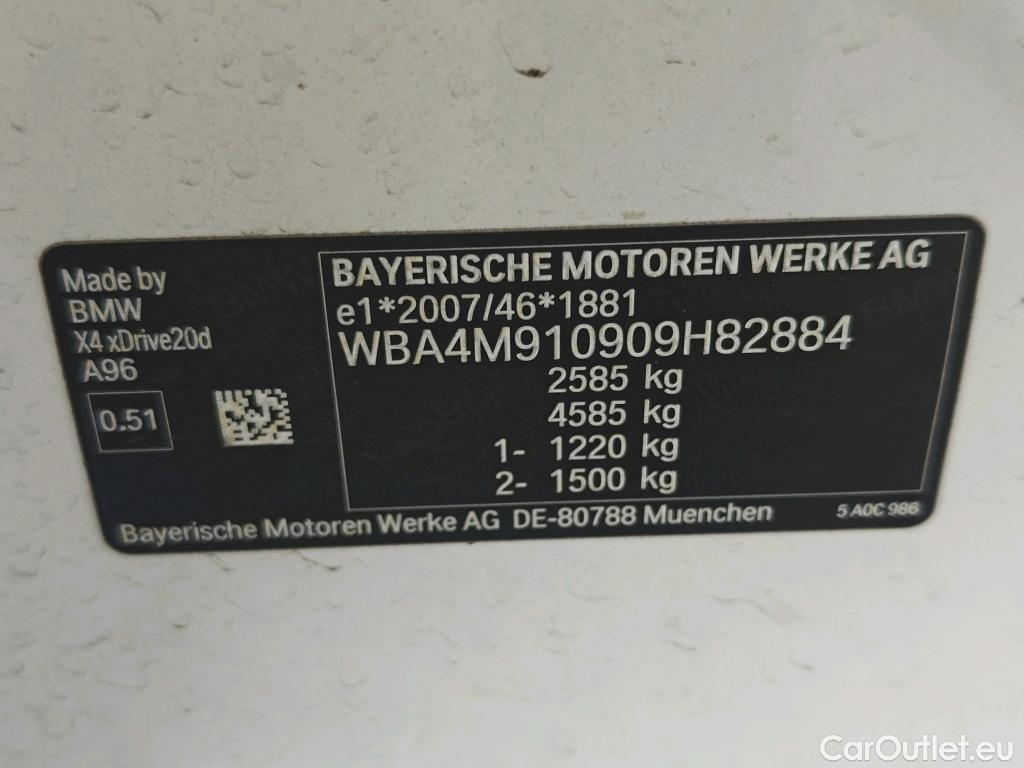 Made by
BMW
X4 xDrive20d
A96
0.51
BAYERISCHE MOTOREN WERKE AG
e1*2007/46*1881
WBA4M910909H82884
2585 kg
4585 kg
1- 1220 kg
2- 1500 kg
Bayerische Motoren Werke AG DE-80788 Muenchen
5 A0C 986
CarOutlet.eu